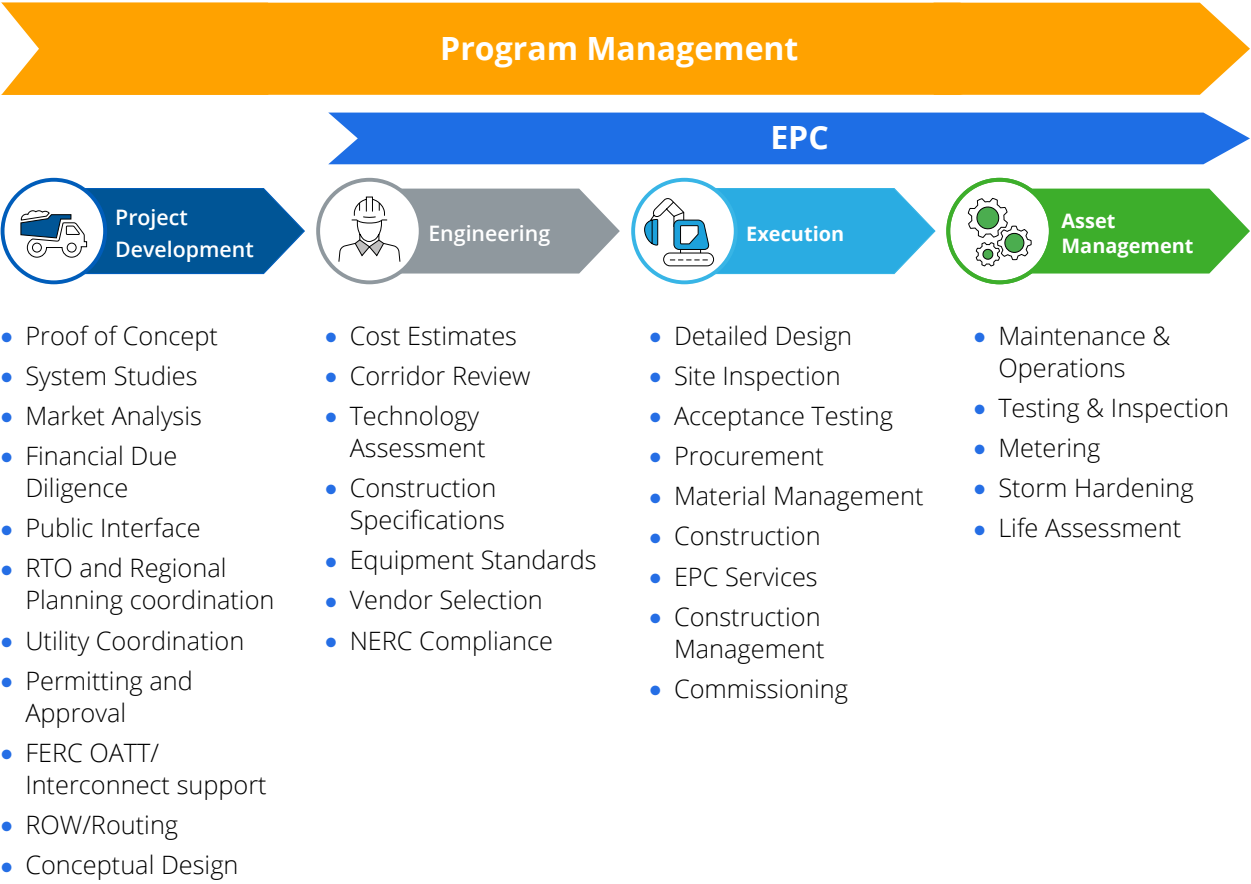 Program Management
EPC
Project
Development
Engineering
Execution
Asset
Management
Proof of Concept
System Studies
Market Analysis
Financial Due
Diligence
Public Interface
RTO and Regional
Planning coordination
Utility Coordination
Permitting and
Approval
FERC OATT/
Interconnect support
ROW/Routing
Conceptual Design
Cost Estimates
Corridor Review
Technology
Assessment
Construction
Specifications
Equipment Standards
Vendor Selection
NERC Compliance
Detailed Design
Site Inspection
Acceptance Testing
Procurement
Material Management
Construction
EPC Services
Construction
Management
Commissioning
Maintenance &
Operations
Testing & Inspection
Metering
Storm Hardening
Life Assessment